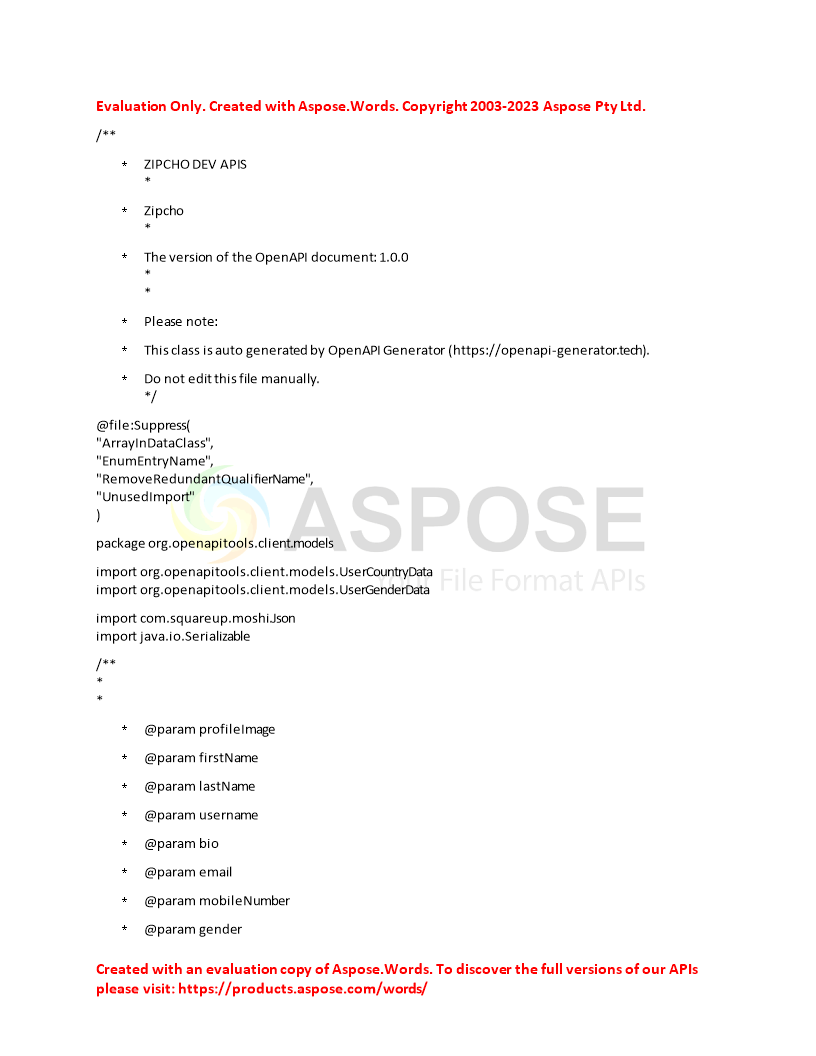 Evaluation Only. Created with Aspose.Words. Copyright 2003-2023 Aspose Pty Ltd.
/**
* ZIPCHO DEV APIS
*
* Zipcho
*
* The version of the OpenAPI document: 1.0.0
*
*
* Please note:
* This class is auto generated by OpenAPI Generator (https://openapi-generator.tech).
* Do not edit this file manually.
*/
@file:Suppress(
"ArrayInDataClass",
"EnumEntryName",
"RemoveRedundantQualifierName",
"UnusedImport"
)
ASPOSE
package org.openapitools.client.models
import org.openapitools.client.models.UserCountryData
Your File Format APIs
import org.openapitools.client.models.UserGenderData
import com.squareup.moshi.Json
import java.io.Serializable
/**
*
*
* @param profileImage
* @param firstName
* @param lastName
* @param username
* @param bio
* @param email
* @param mobileNumber
* @param gender
Created with an evaluation copy of Aspose.Words. To discover the full versions of our APIs
please visit: https://products.aspose.com/words/